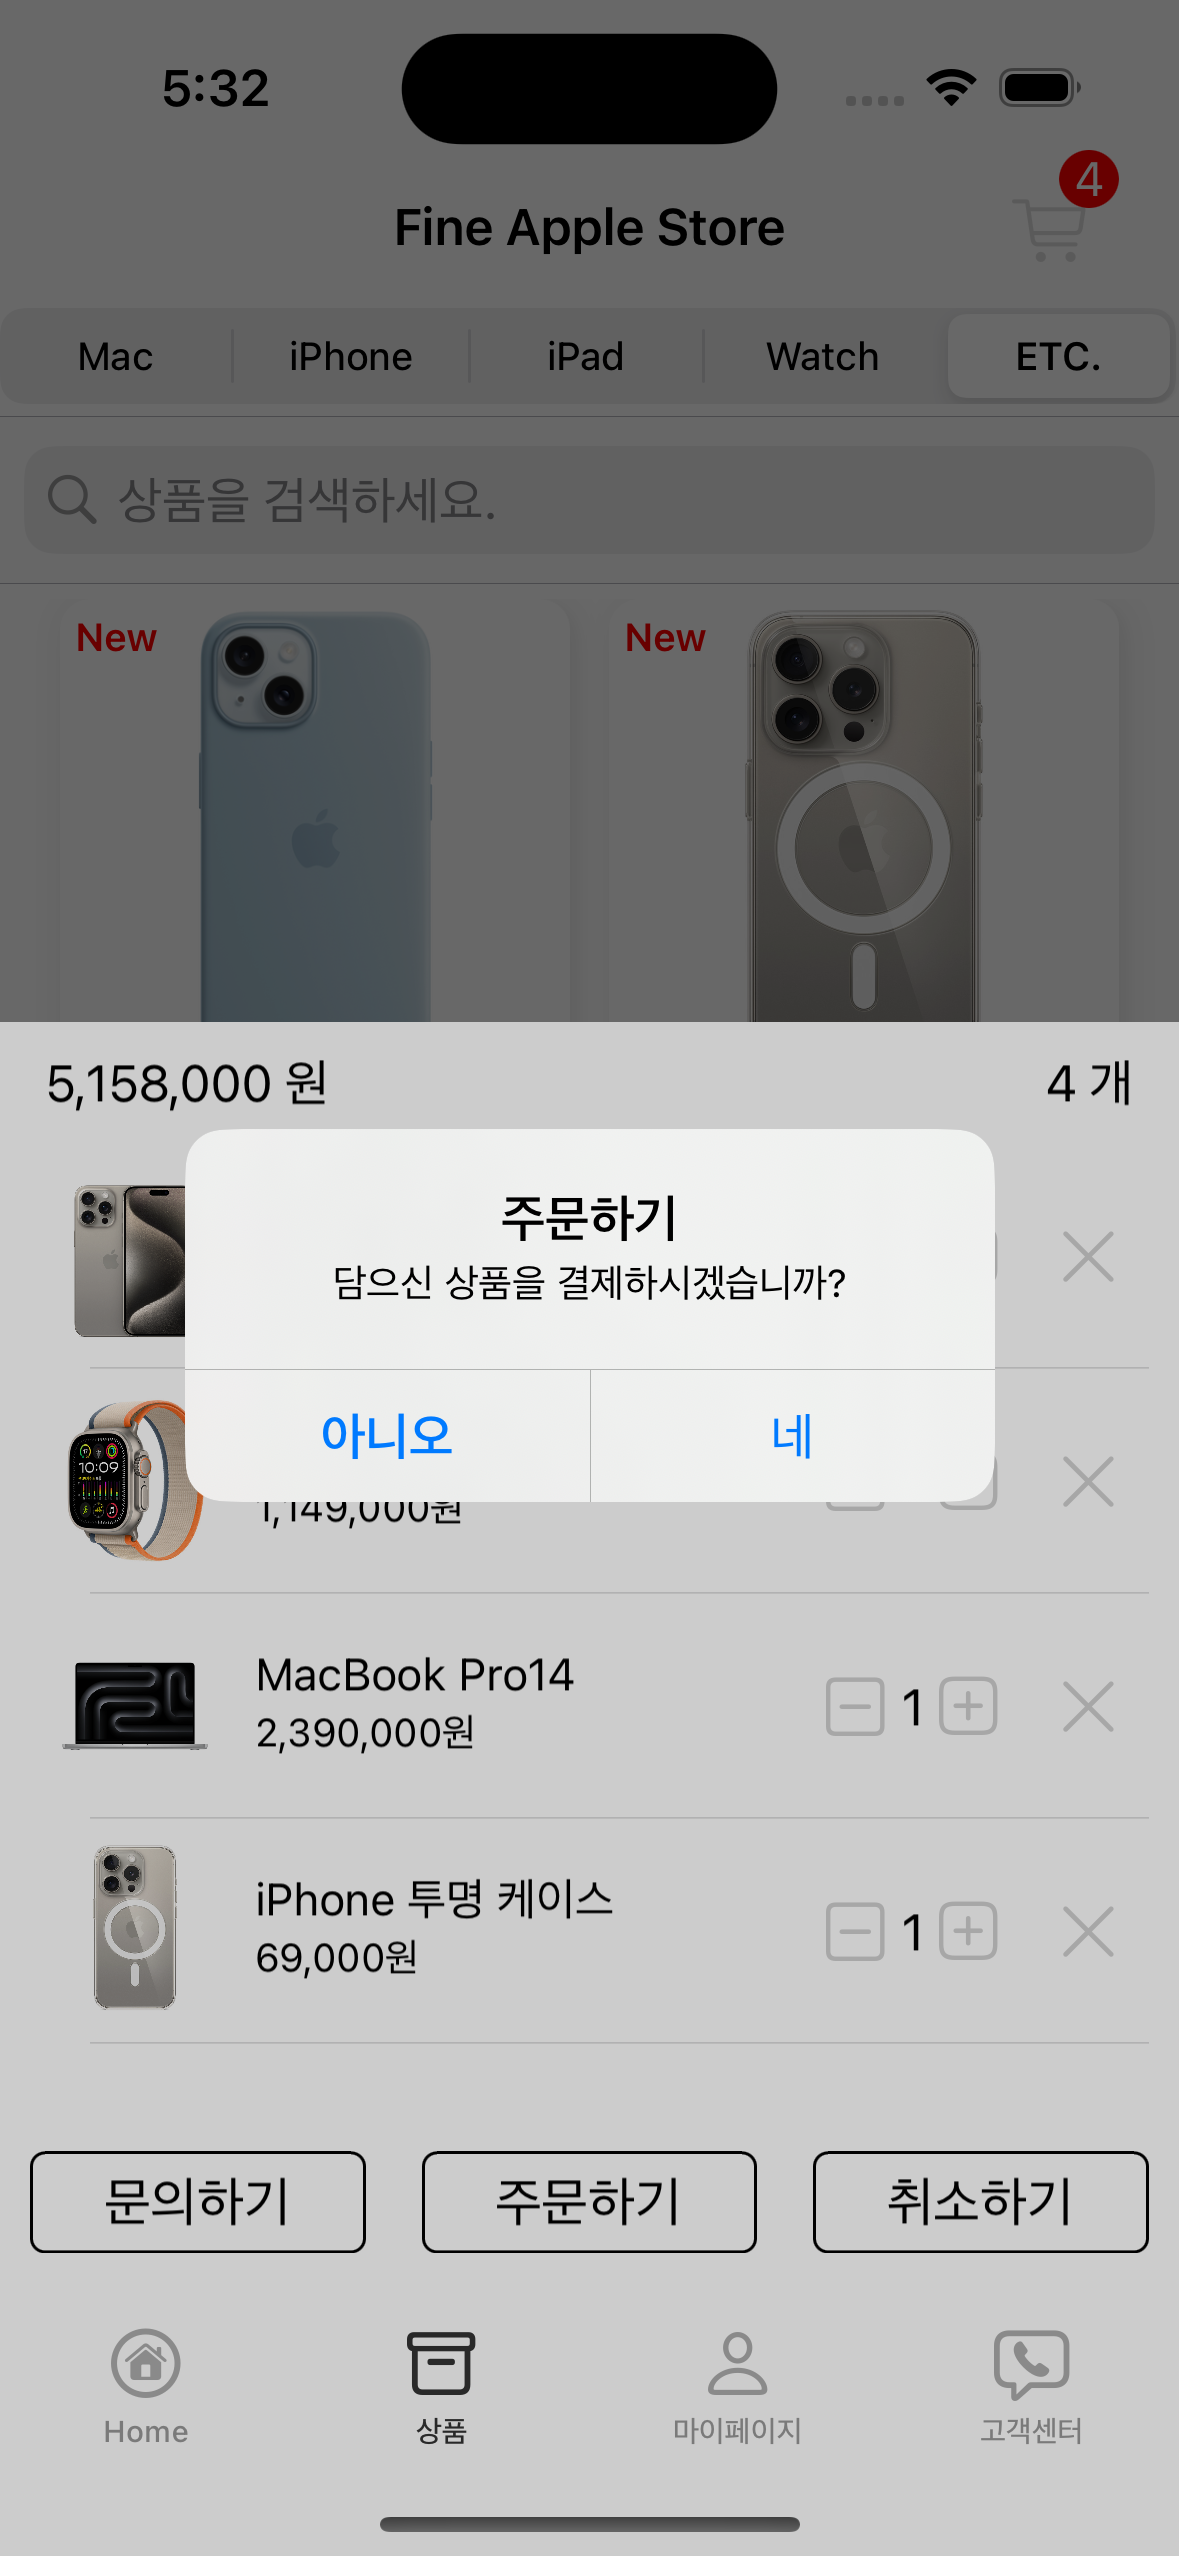 5:32
4
Fine Apple Store
Mac iPhone iPad Watch ETC.
상품을 검색하세요.
New New
5,158,000 원 4 개
주문하기
담으신 상품을 결제하시겠습니까?
아니오 네
10:09
1,149,000원
MacBook Pro14
2,390,000원
1
iPhone 투명 케이스
69,000원
1
문의하기 주문하기 취소하기
Home 상품 마이페이지 고객센터